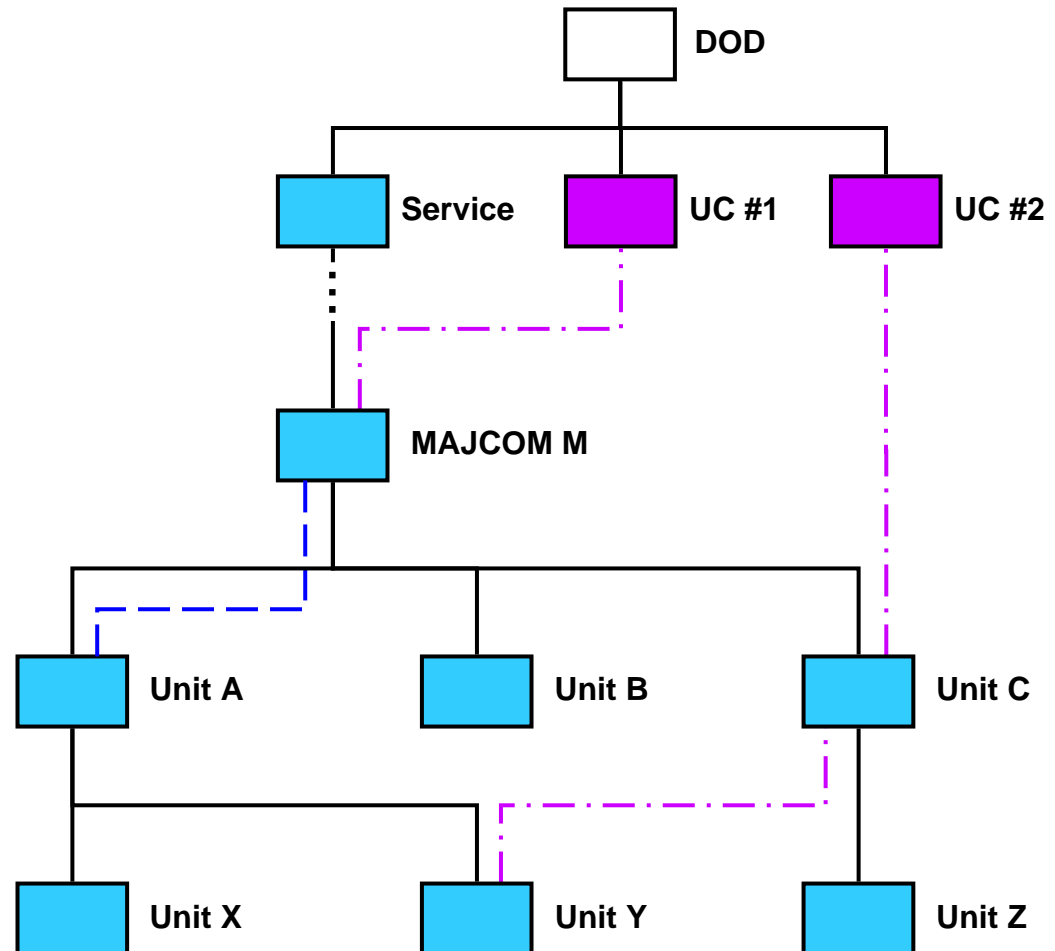 DOD
Service
UC #1
UC #2
MAJCOM M
Unit A
Unit B
Unit C
Unit X
Unit Y
Unit Z